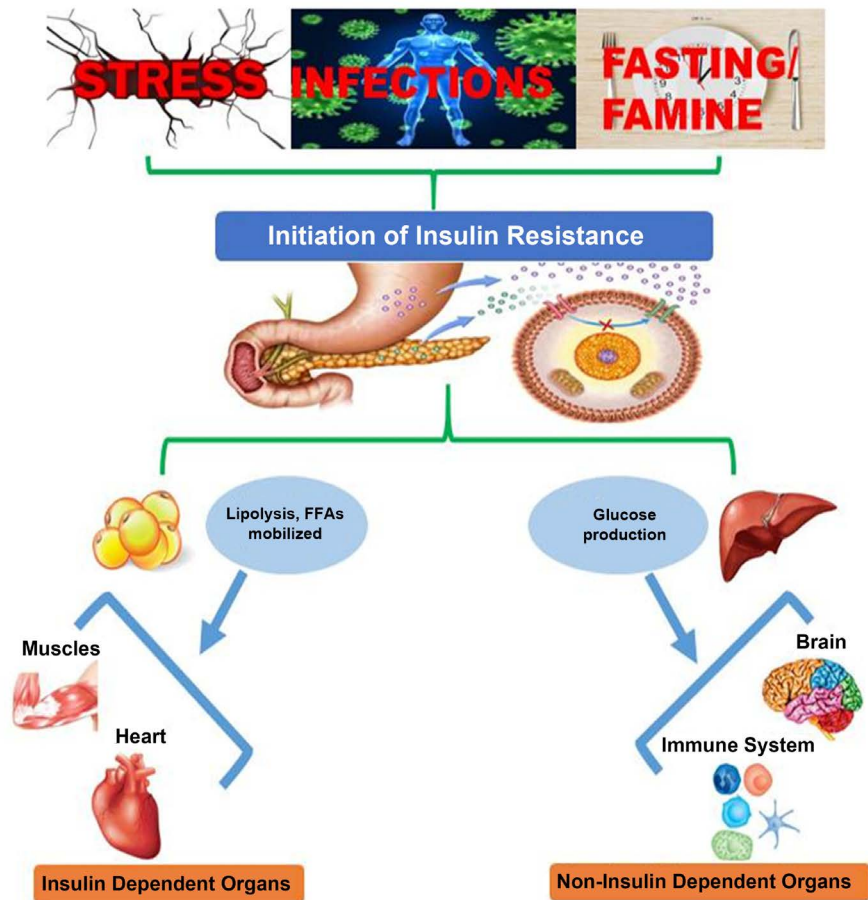 STRESS
INFECTIONS
FASTING/
FAMINE
Initiation of Insulin Resistance
Lipolysis, FFAs
mobilized
Glucose
production
Muscles
Heart
Brain
Immune System
Insulin Dependent Organs
Non-Insulin Dependent Organs